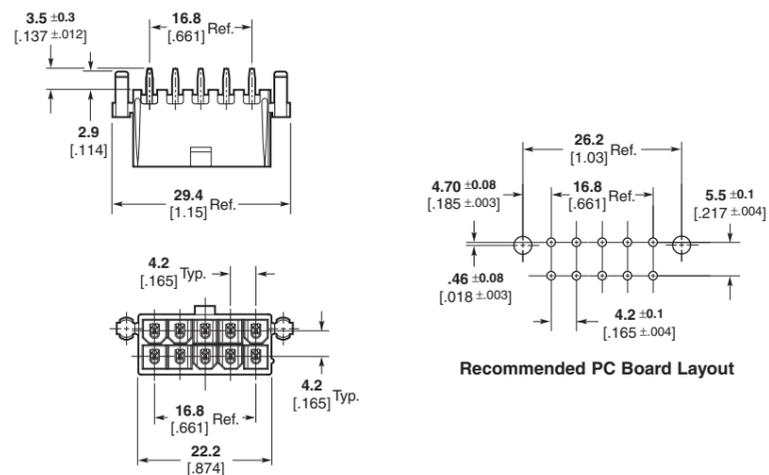 3.5 ±0.3
[.137 ±.012]
16.8
[.661] Ref.
2.9
[.114]
29.4
[1.15] Ref.
4.2
[.165] Typ.
4.2
[.165] Typ.
16.8
[.661] Ref.
22.2
[.874]
26.2
[1.03] Ref.
4.70 ±0.08
[.185 ±.003]
16.8
[.661] Ref.
5.5 ±0.1
[.217 ±.004]
.46 ±0.08
[.018 ±.003]
4.2 ±0.1
[.165 ±.004]
Recommended PC Board Layout